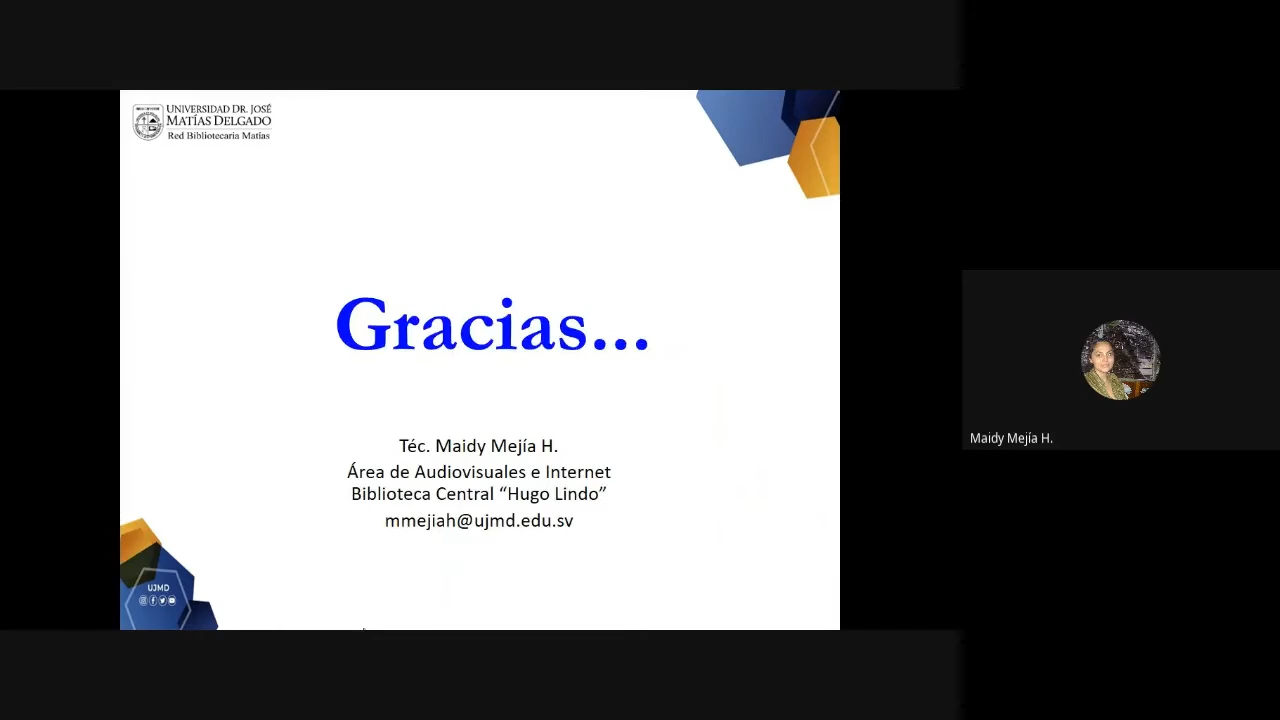 UNIVERSIDAD DR. JOSÉ
MATÍAS DELGADO
Red Bibliotecaria Matías
Gracias...
Téc. Maidy Mejía H.
Área de Audiovisuales e Internet
Biblioteca Central “Hugo Lindo”
mmejiah@ujmd.edu.sv
UJMD
Maidy Mejía H.